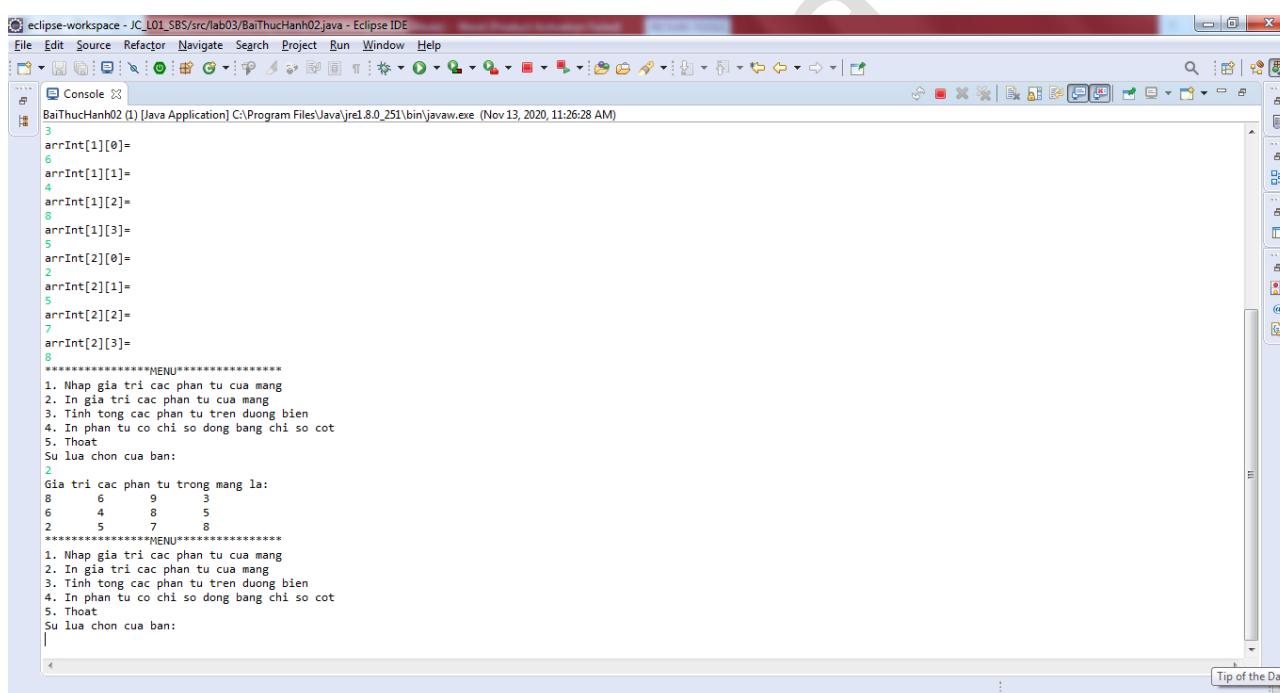 eclipse-workspace - JC_L01_SBS/src/lab03/BaiThucHanh02.java - Eclipse IDE
File Edit Source Refactor Navigate Search Project Run Window Help
Console
BaiThucHanh02 (1) [Java Application] C:\Program Files\Java\jre1.8.0_251\bin\javaw.exe (Nov 13, 2020, 11:26:28 AM)
3
arrInt[1][0]=
6
arrInt[1][1]=
4
arrInt[1][2]=
8
arrInt[1][3]=
5
arrInt[2][0]=
2
arrInt[2][1]=
5
arrInt[2][2]=
7
arrInt[2][3]=
8
****************MENU****************
1. Nhap gia tri cac phan tu cua mang
2. In gia tri cac phan tu cua mang
3. Tinh tong cac phan tu tren duong bien
4. In phan tu co chi so dong bang chi so cot
5. Thoat
Su lua chon cua ban:
2
Gia tri cac phan tu trong mang la:
8 6 9 3
6 4 8 5
2 5 7 8
****************MENU****************
1. Nhap gia tri cac phan tu cua mang
2. In gia tri cac phan tu cua mang
3. Tinh tong cac phan tu tren duong bien
4. In phan tu co chi so dong bang chi so cot
5. Thoat
Su lua chon cua ban:
Tip of the Da